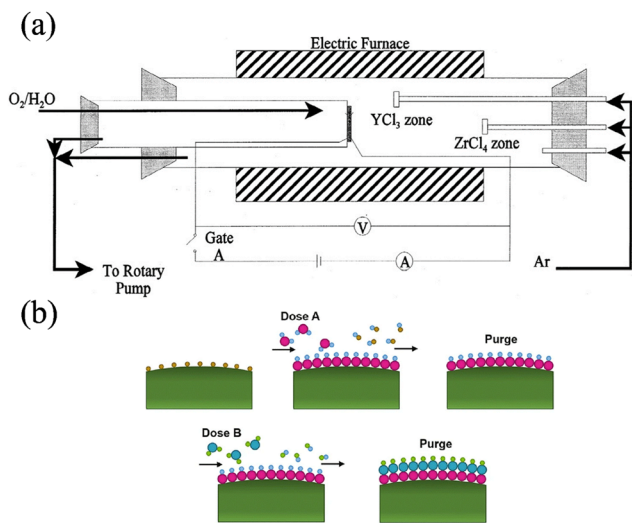 (a)
Electric Furnace
O₂/H₂O
YCl₃ zone
ZrCl₄ zone
V
Gate
A
A
Ar
To Rotary
Pump
(b)
Dose A
Purge
Dose B
Purge